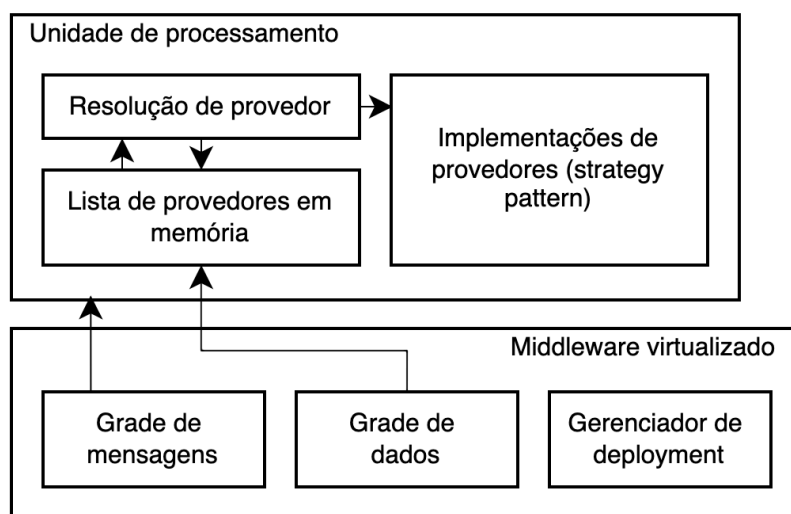 Unidade de processamento
Resolução de provedor
Implementações de
provedores (strategy
pattern)
Lista de provedores em
memória
Middleware virtualizado
Grade de
mensagens
Grade de
dados
Gerenciador de
deployment